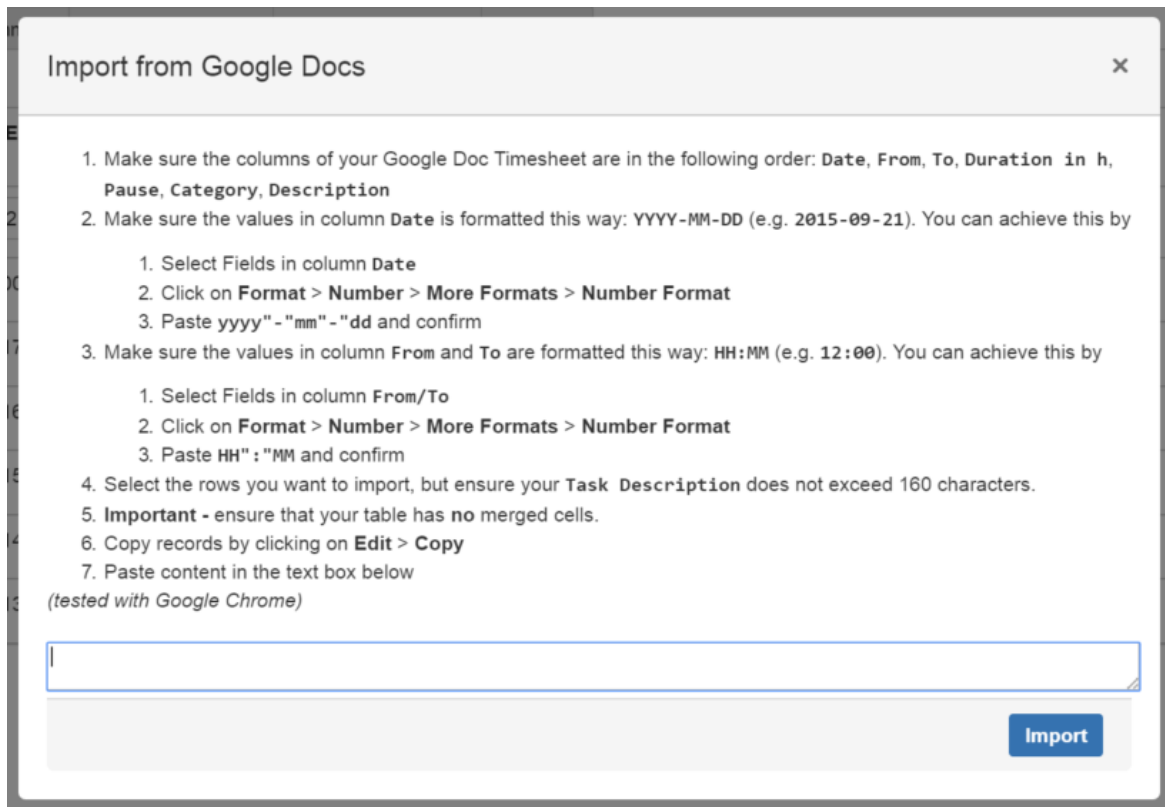 Import from Google Docs ×
1. Make sure the columns of your Google Doc Timesheet are in the following order: Date, From, To, Duration in h,
Pause, Category, Description
2. Make sure the values in column Date is formatted this way: YYYY-MM-DD (e.g. 2015-09-21). You can achieve this by
1. Select Fields in column Date
2. Click on Format > Number > More Formats > Number Format
3. Paste yyyy"-"mm"-"dd and confirm
3. Make sure the values in column From and To are formatted this way: HH:MM (e.g. 12:00). You can achieve this by
1. Select Fields in column From/To
2. Click on Format > Number > More Formats > Number Format
3. Paste HH":"MM and confirm
4. Select the rows you want to import, but ensure your Task Description does not exceed 160 characters.
5. Important - ensure that your table has no merged cells.
6. Copy records by clicking on Edit > Copy
7. Paste content in the text box below
(tested with Google Chrome)
Import